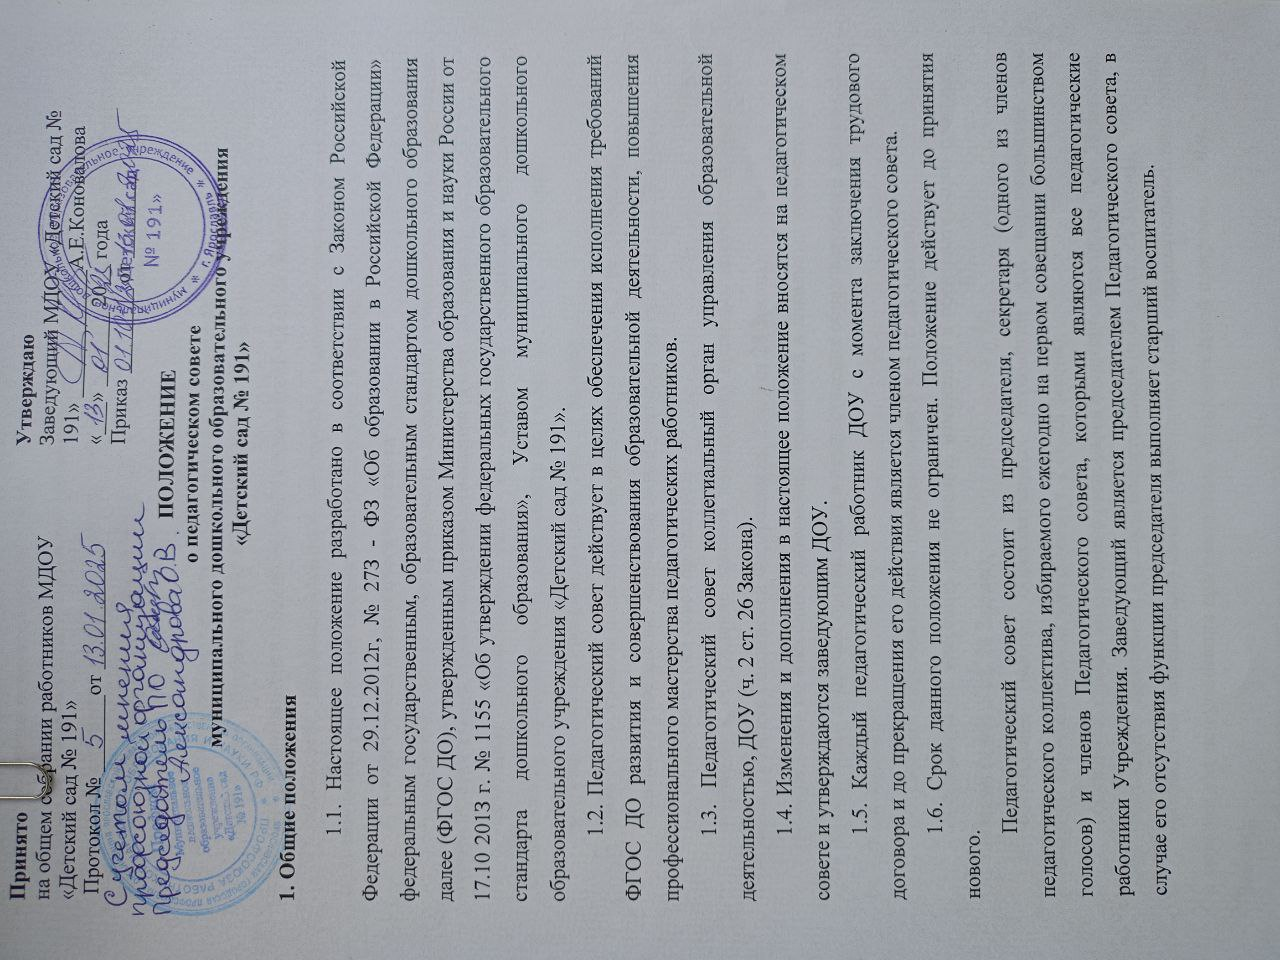 Принято
на общем собрании работников МДОУ
«Детский сад № 191»
Протокол № 5 от 13.01.2025
С учетом мнения
профсоюзной организации
председатель ПО
Александрова В.В.
Утверждаю
Заведующий МДОУ «Детский сад №
191» А.Е.Коновалова
«13» 01 года
Приказ 01-10/
№ 191»
ПОЛОЖЕНИЕ
о педагогическом совете
муниципального дошкольного образовательного учреждения
«Детский сад № 191»
1. Общие положения
1.1. Настоящее положение разработано в соответствии с Законом Российской
Федерации от 29.12.2012г, № 273 - ФЗ «Об образовании в Российской Федерации»
федеральным государственным, образовательным стандартом дошкольного образования
далее (ФГОС ДО), утвержденным приказом Министерства образования и науки России от
17.10 2013 г. № 1155 «Об утверждении федеральных государственного образовательного
стандарта дошкольного образования», Уставом муниципального дошкольного
образовательного учреждения «Детский сад № 191».
1.2. Педагогический совет действует в целях обеспечения исполнения требований
ФГОС ДО развития и совершенствования образовательной деятельности, повышения
профессионального мастерства педагогических работников.
1.3. Педагогический совет коллегиальный орган управления образовательной
деятельностью, ДОУ (ч. 2 ст. 26 Закона).
1.4. Изменения и дополнения в настоящее положение вносятся на педагогическом
совете и утверждаются заведующим ДОУ.
1.5. Каждый педагогический работник ДОУ с момента заключения трудового
договора и до прекращения его действия является членом педагогического совета.
1.6. Срок данного положения не ограничен. Положение действует до принятия
нового.
Педагогический совет состоит из председателя, секретаря (одного из членов
педагогического коллектива, избираемого ежегодно на первом совещании большинством
голосов) и членов Педагогического совета, которыми являются все педагогические
работники Учреждения. Заведующий является председателем Педагогического совета, в
случае его отсутствия функции председателя выполняет старший воспитатель.